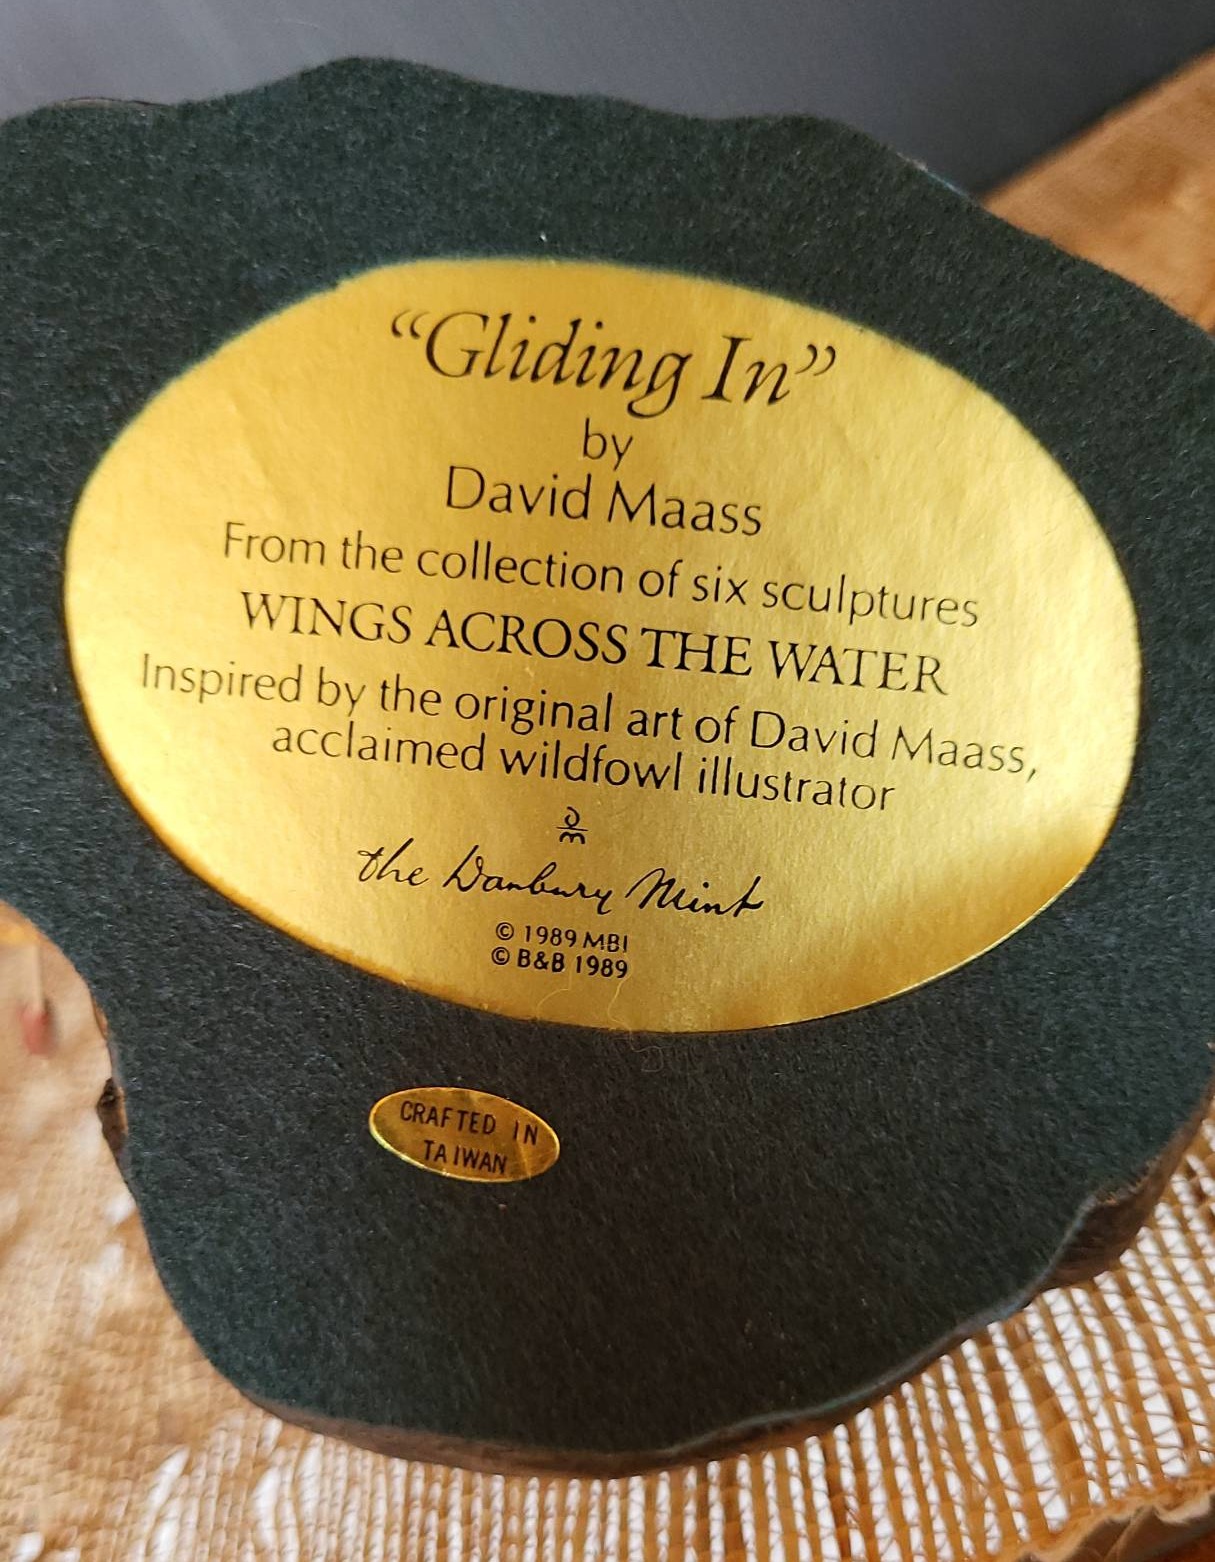 “Gliding In”
by
David Maass
From the collection of six sculptures
WINGS ACROSS THE WATER
Inspired by the original art of David Maass,
acclaimed wildfowl illustrator
DM
the Danbury Mint
© 1989 MBI
© B&B 1989
CRAFTED IN
TAIWAN